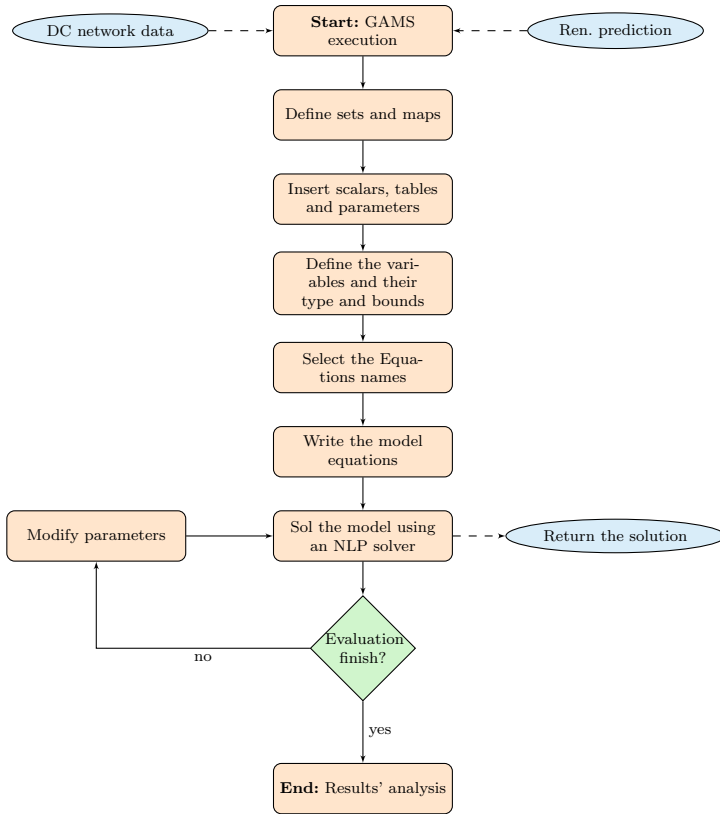 DC network data
Start: GAMS
execution
Ren. prediction
Define sets and maps
Insert scalars, tables
and parameters
Define the vari-
ables and their
type and bounds
Select the Equa-
tions names
Write the model
equations
Modify parameters
Sol the model using
an NLP solver
Return the solution
Evaluation
finish?
no
yes
End: Results' analysis